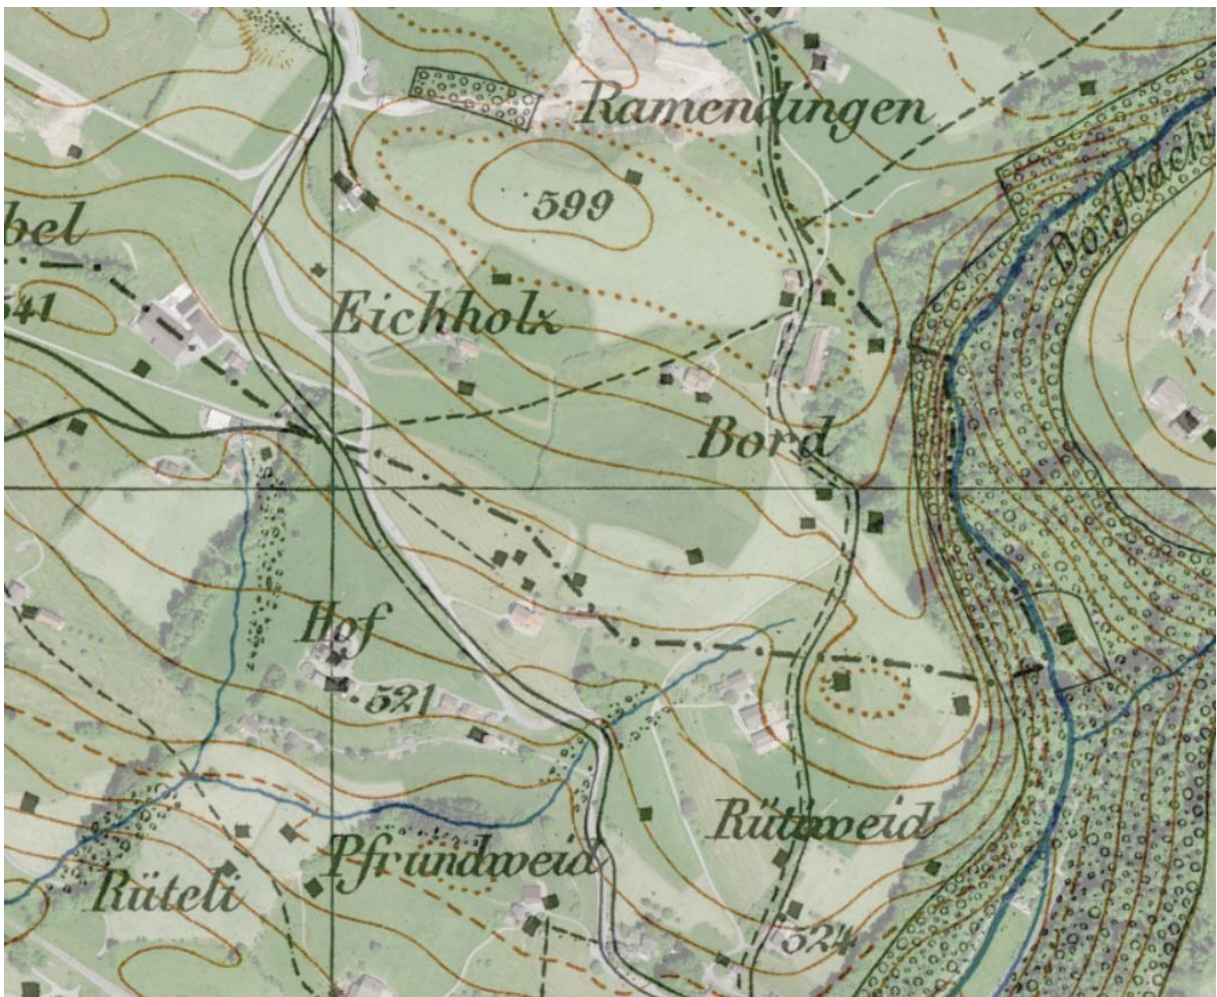 Ramendingen
599
Dorfbach
bel
541
Eichholz
Bord
Hof
521
Rütiweid
Pfrundweid
Rüteli
524